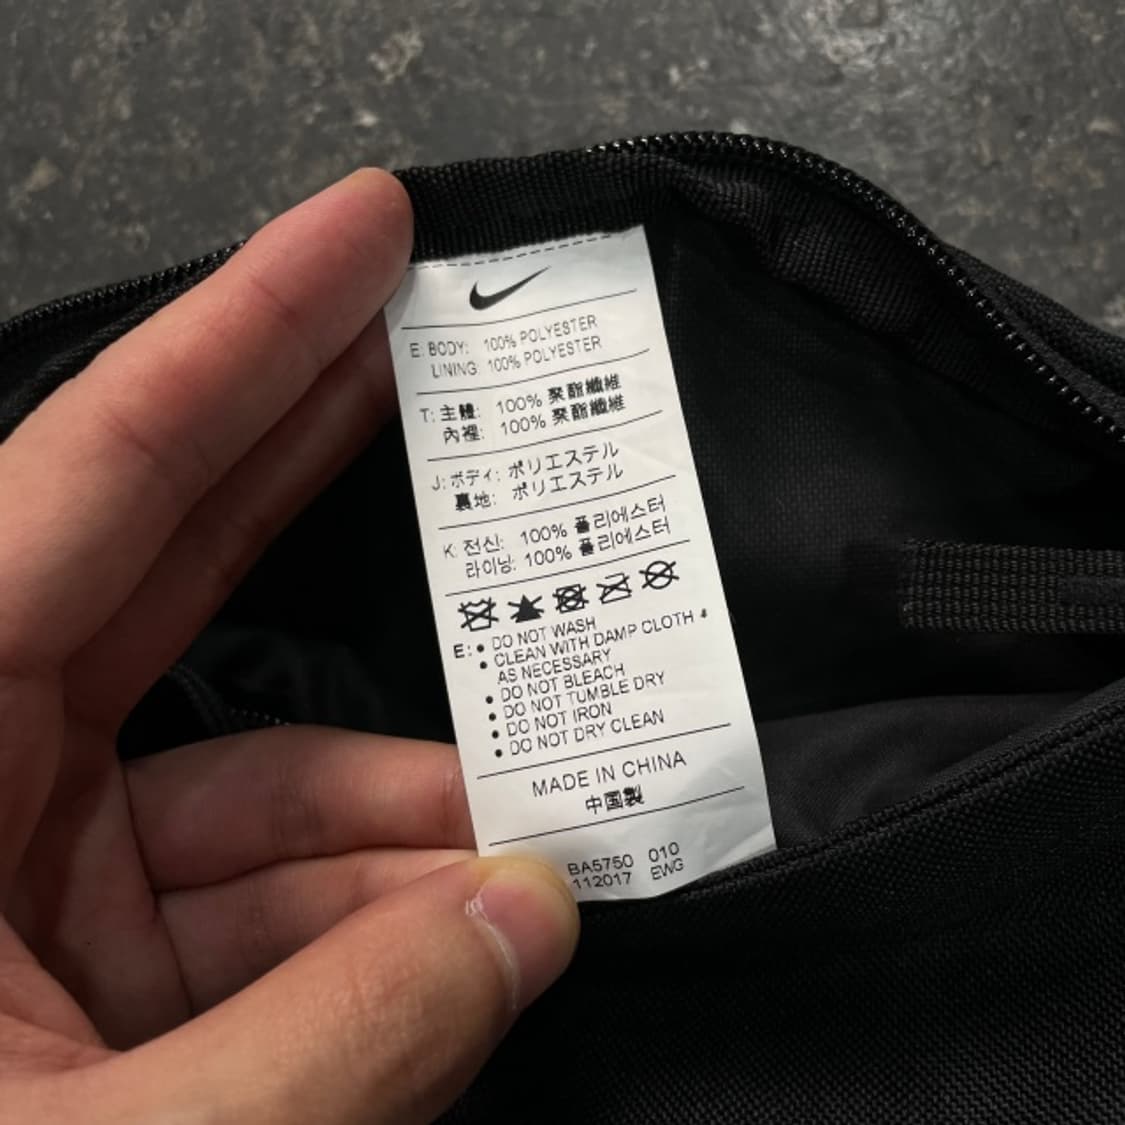 E: BODY: 100% POLYESTER
LINING: 100% POLYESTER
T: 主體: 100% 聚酯纖維
內裡: 100% 聚酯纖維
J: ボディ: ポリエステル
裏地: ポリエステル
K: 전신: 100% 폴리에스터
라이닝: 100% 폴리에스터
E: • DO NOT WASH
• CLEAN WITH DAMP CLOTH *
AS NECESSARY
• DO NOT BLEACH
• DO NOT TUMBLE DRY
• DO NOT IRON
• DO NOT DRY CLEAN
MADE IN CHINA
中国製
BA5750 010
112017 EWG